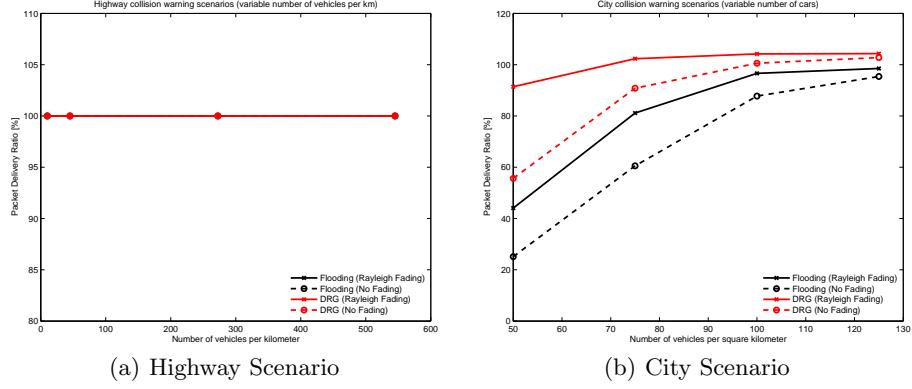 Highway collision warning scenarios (variable number of vehicles per km)
110
105
100
95
90
85
80
Packet Delivery Ratio [%]
0
100
200
300
400
500
600
Number of vehicles per kilometer
Flooding (Rayleigh Fading)
Flooding (No Fading)
DRG (Rayleigh Fading)
DRG (No Fading)
(a) Highway Scenario
City collision warning scenarios (variable number of cars)
120
100
80
60
40
20
0
Packet Delivery Ratio [%]
50
60
70
80
90
100
110
120
130
Number of vehicles per square kilometer
Flooding (Rayleigh Fading)
Flooding (No Fading)
DRG (Rayleigh Fading)
DRG (No Fading)
(b) City Scenario